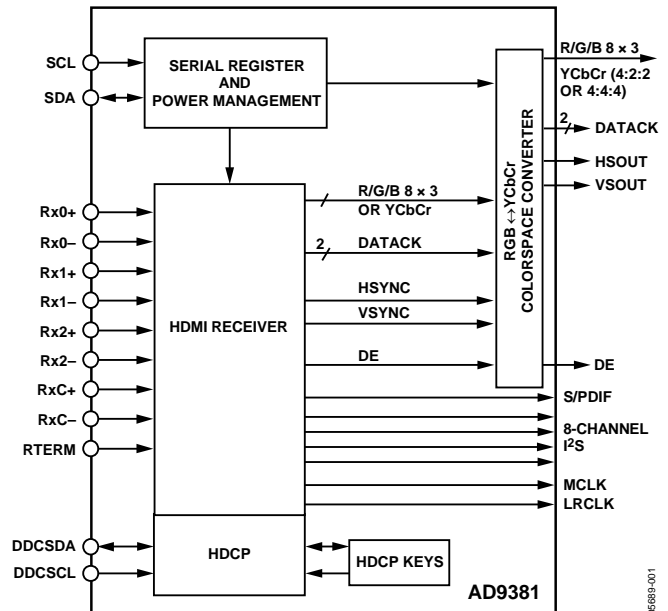 SCL
SDA
SERIAL REGISTER
AND
POWER MANAGEMENT
R/G/B 8 × 3
YCbCr (4:2:2
OR 4:4:4)
2
DATACK
HSOUT
VSOUT
RGB ↔ YCbCr
COLORSPACE CONVERTER
Rx0+
Rx0–
Rx1+
Rx1–
Rx2+
Rx2–
RxC+
RxC–
RTERM
HDMI RECEIVER
R/G/B 8 × 3
OR YCbCr
2
DATACK
HSYNC
VSYNC
DE
DE
S/PDIF
8-CHANNEL
I²S
MCLK
LRCLK
DDCSDA
DDCSCL
HDCP
HDCP KEYS
AD9381
05689-001